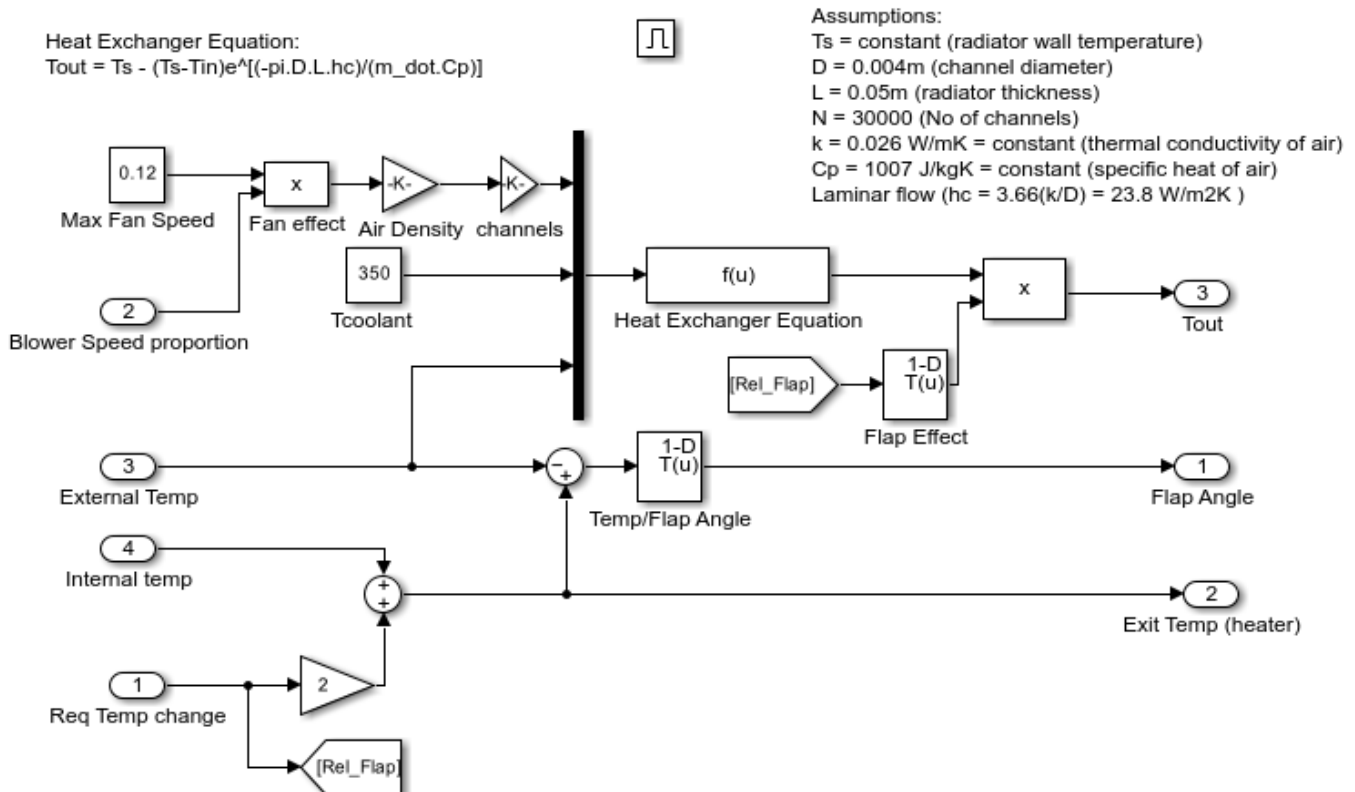 Heat Exchanger Equation:
Tout = Ts - (Ts-Tin)e^[(-pi.D.L.hc)/(m_dot.Cp)]
Assumptions:
Ts = constant (radiator wall temperature)
D = 0.004m (channel diameter)
L = 0.05m (radiator thickness)
N = 30000 (No of channels)
k = 0.026 W/mK = constant (thermal conductivity of air)
Cp = 1007 J/kgK = constant (specific heat of air)
Laminar flow (hc = 3.66(k/D) = 23.8 W/m2K )
0.12
Max Fan Speed
x
Fan effect
-K-
Air Density
-K-
channels
2
Blower Speed proportion
350
Tcoolant
f(u)
Heat Exchanger Equation
x
3
Tout
[Rel_Flap]
1-D
T(u)
Flap Effect
3
External Temp
−
+
1-D
T(u)
Temp/Flap Angle
1
Flap Angle
4
Internal temp
+
+
2
Exit Temp (heater)
1
Req Temp change
2
[Rel_Flap]